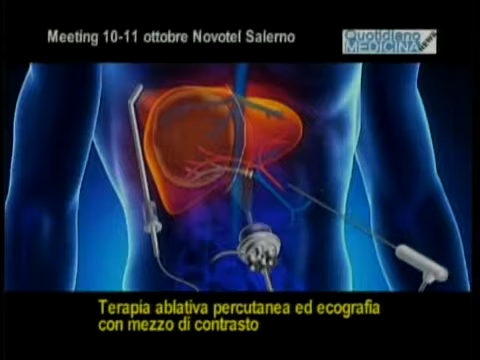 Meeting 10-11 ottobre Novotel Salerno
Quotidiano
MEDICINA
NEWS
Terapia ablativa percutanea ed ecografia
con mezzo di contrasto